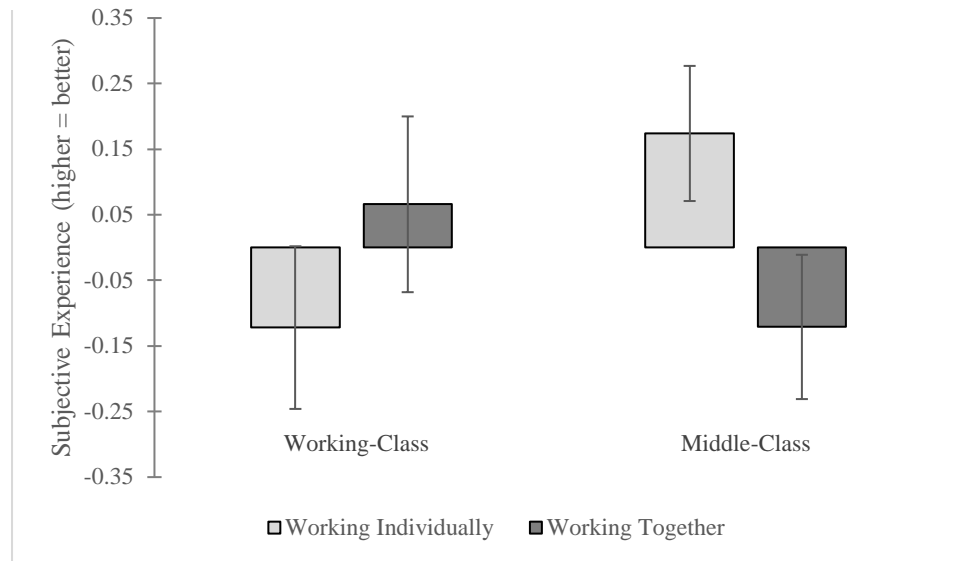 Subjective Experience (higher = better)
0.35
0.25
0.15
0.05
-0.05
-0.15
-0.25
-0.35
Working-Class
Middle-Class
Working Individually
Working Together